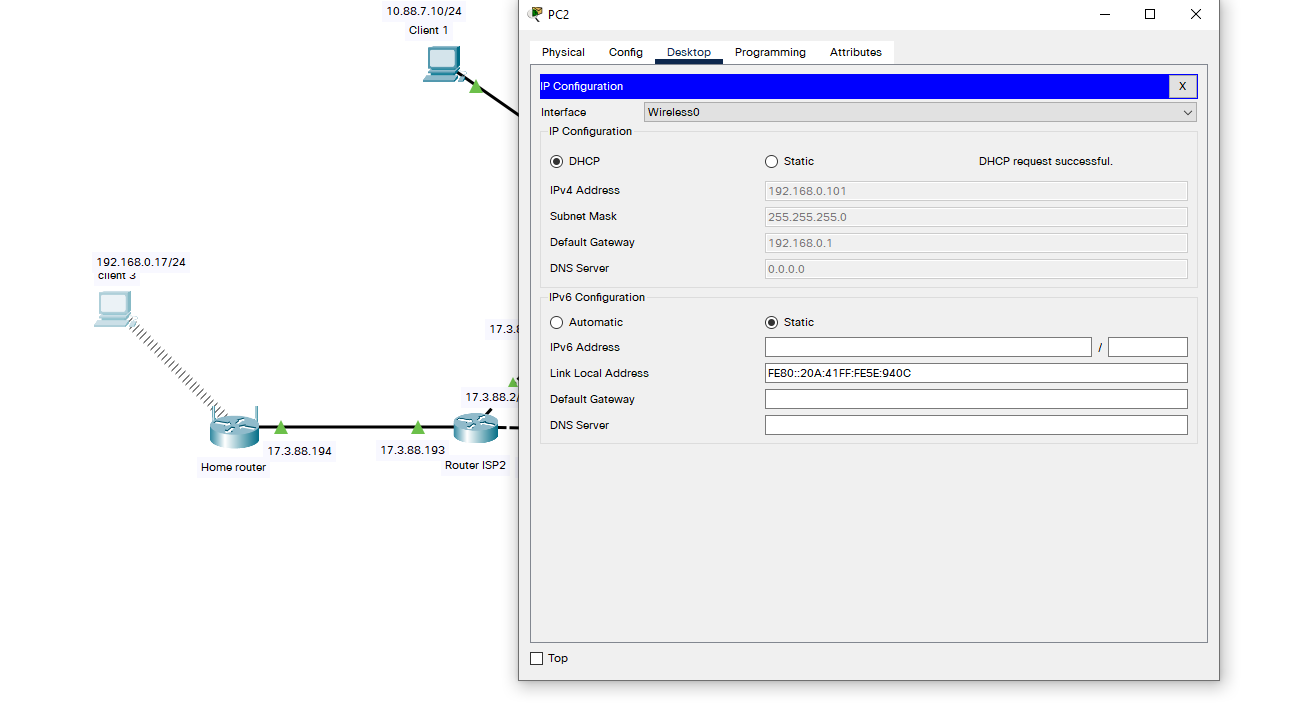 10.88.7.10/24
Client 1
192.168.0.17/24
client 3
17.3.8
17.3.88.2/
17.3.88.194
17.3.88.193
Home router
Router ISP2
PC2
Physical Config Desktop Programming Attributes
IP Configuration X
Interface Wireless0
IP Configuration
DHCP Static DHCP request successful.
IPv4 Address 192.168.0.101
Subnet Mask 255.255.255.0
Default Gateway 192.168.0.1
DNS Server 0.0.0.0
IPv6 Configuration
Automatic Static
IPv6 Address /
Link Local Address FE80::20A:41FF:FE5E:940C
Default Gateway
DNS Server
Top